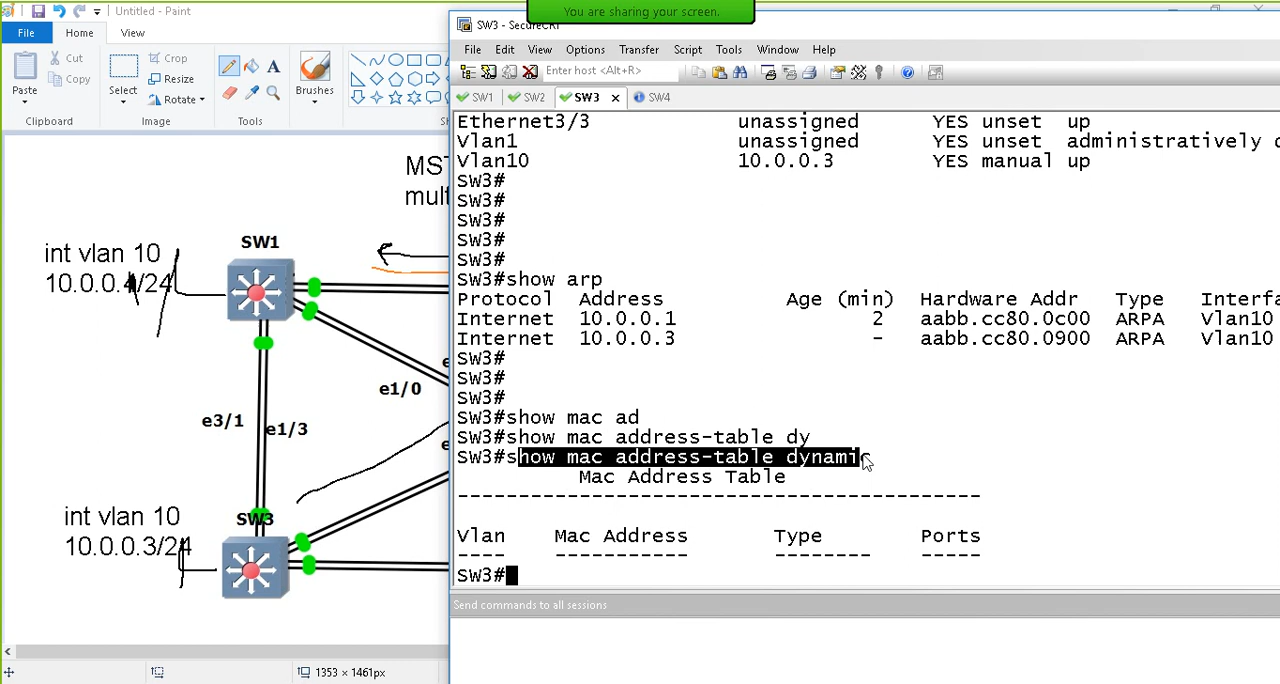 You are sharing your screen.
Untitled - Paint
File Home View
Cut
Copy
Paste
Clipboard
Select
Crop
Resize
Rotate
Image
Tools
Brushes
SW3 - SecureCRT
File Edit View Options Transfer Script Tools Window Help
Enter host <Alt+R>
SW1 SW2 SW3 SW4
Ethernet3/3 unassigned YES unset up
Vlan1 unassigned YES unset administratively
Vlan10 10.0.0.3 YES manual up
SW3#
SW3#
SW3#
SW3#
SW3#
SW3#show arp
Protocol Address Age (min) Hardware Addr Type Interfa
Internet 10.0.0.1 2 aabb.cc80.0c00 ARPA Vlan10
Internet 10.0.0.3 - aabb.cc80.0900 ARPA Vlan10
SW3#
SW3#
SW3#
SW3#show mac ad
SW3#show mac address-table dy
SW3#show mac address-table dynamic
Mac Address Table
-------------------------------------------
Vlan Mac Address Type Ports
---- ----------- -------- -----
SW3#
Send commands to all sessions
MST
mult
int vlan 10
SW1
e1/0
e3/1
e1/3
int vlan 10
10.0.0.3/24
SW3
1353 × 1461px